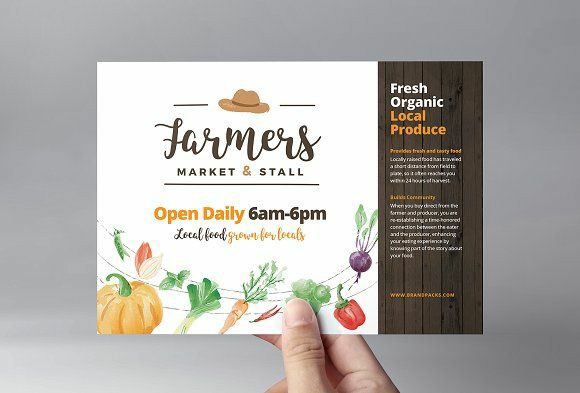 Farmers
MARKET & STALL
Open Daily 6am-6pm
Local food grown for locals
Fresh
Organic
Local
Produce
Provides fresh and tasty food
Locally raised food has traveled
a short distance from field to
plate, so it often reaches you
within 24 hours of harvest.
Builds Community
When you buy direct from the
farmer and producer, you are
re-establishing a time-honored
connection between the eater
and the producer, enhancing
your eating experience by
knowing part of the story about
your food.
WWW.BRANDPACKS.COM